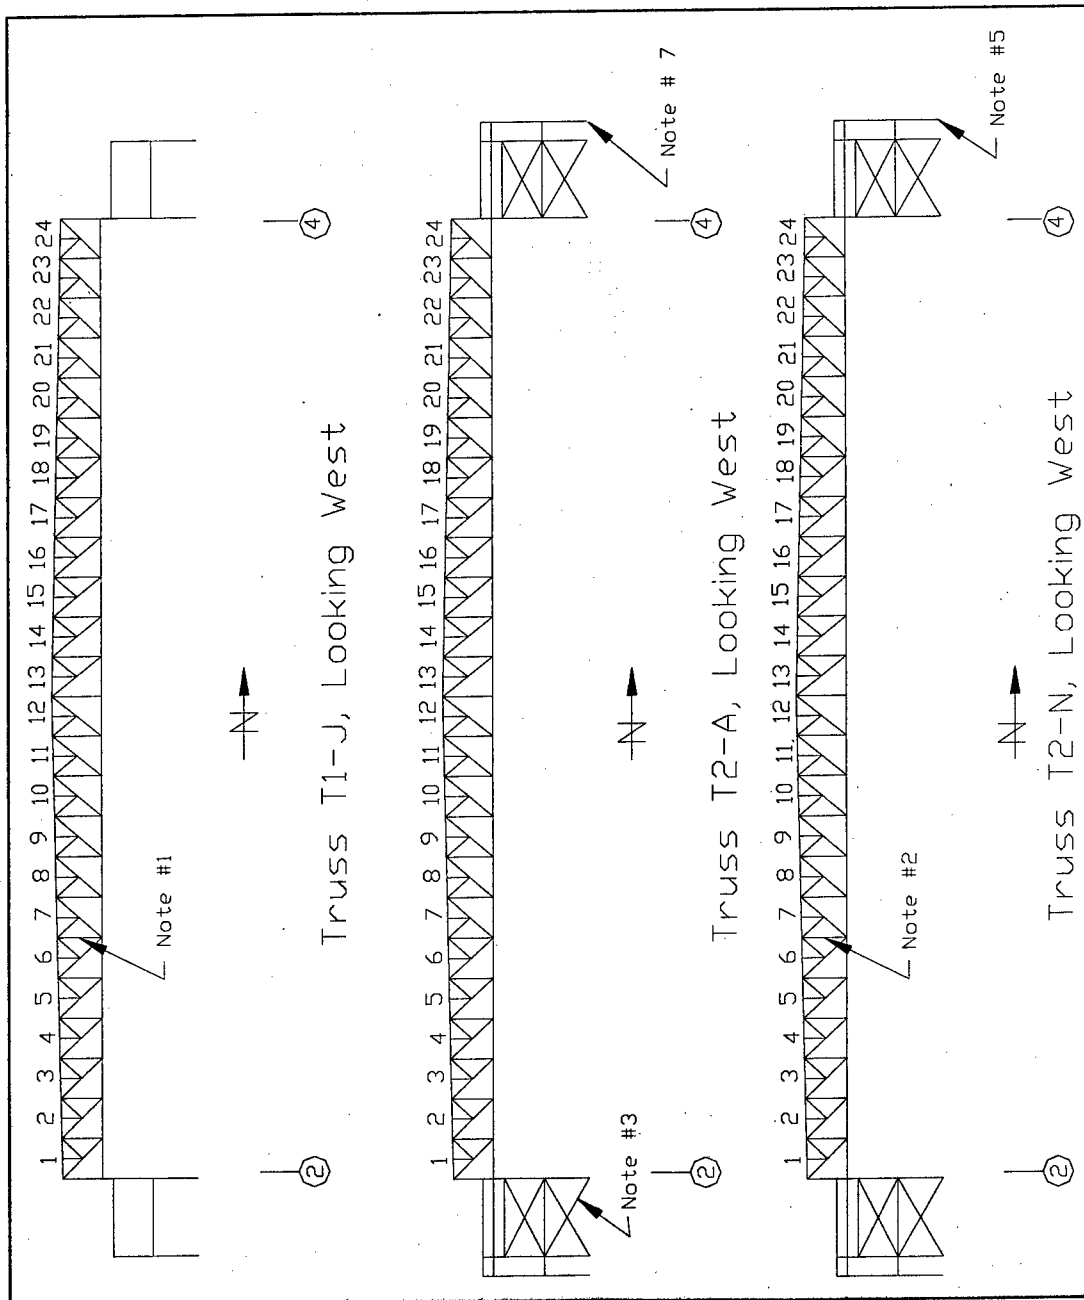 1 2 3 4 5 6 7 8 9 10 11 12 13 14 15 16 17 18 19 20 21 22 23 24
Note #1
2
N
4
Truss T1-J, Looking West
1 2 3 4 5 6 7 8 9 10 11 12 13 14 15 16 17 18 19 20 21 22 23 24
Note #3
Note # 7
2
N
4
Truss T2-A, Looking West
1 2 3 4 5 6 7 8 9 10 11 12 13 14 15 16 17 18 19 20 21 22 23 24
Note #2
Note #5
2
N
4
Truss T2-N, Looking West